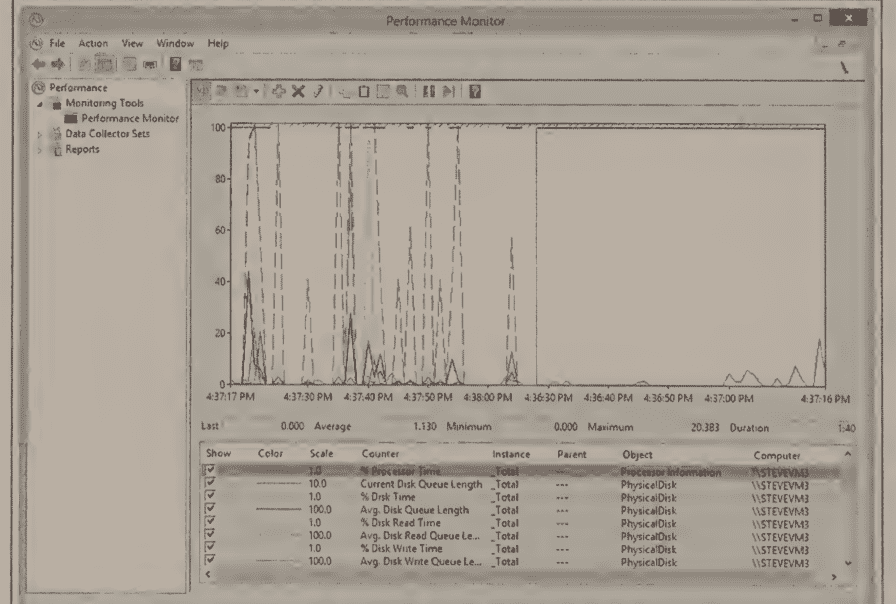 Performance Monitor
File Action View Window Help
Performance
Monitoring Tools
Performance Monitor
Data Collector Sets
Reports
100
80
60
40
20
0
4:37:17 PM 4:37:30 PM 4:37:40 PM 4:37:50 PM 4:38:00 PM 4:36:30 PM 4:36:40 PM 4:36:50 PM 4:37:00 PM 4:37:16 PM
Last 0.000 Average 1.130 Minimum 0.000 Maximum 20.383 Duration 1:40
Show Color Scale Counter Instance Parent Object Computer
1.0 % Processor Time _Total --- Processor Information \\STEVEVM3
10.0 Current Disk Queue Length _Total --- PhysicalDisk \\STEVEVM3
1.0 % Disk Time _Total --- PhysicalDisk \\STEVEVM3
100.0 Avg. Disk Queue Length _Total --- PhysicalDisk \\STEVEVM3
1.0 % Disk Read Time _Total --- PhysicalDisk \\STEVEVM3
100.0 Avg. Disk Read Queue Le... _Total --- PhysicalDisk \\STEVEVM3
1.0 % Disk Write Time _Total --- PhysicalDisk \\STEVEVM3
100.0 Avg. Disk Write Queue Le... _Total --- PhysicalDisk \\STEVEVM3